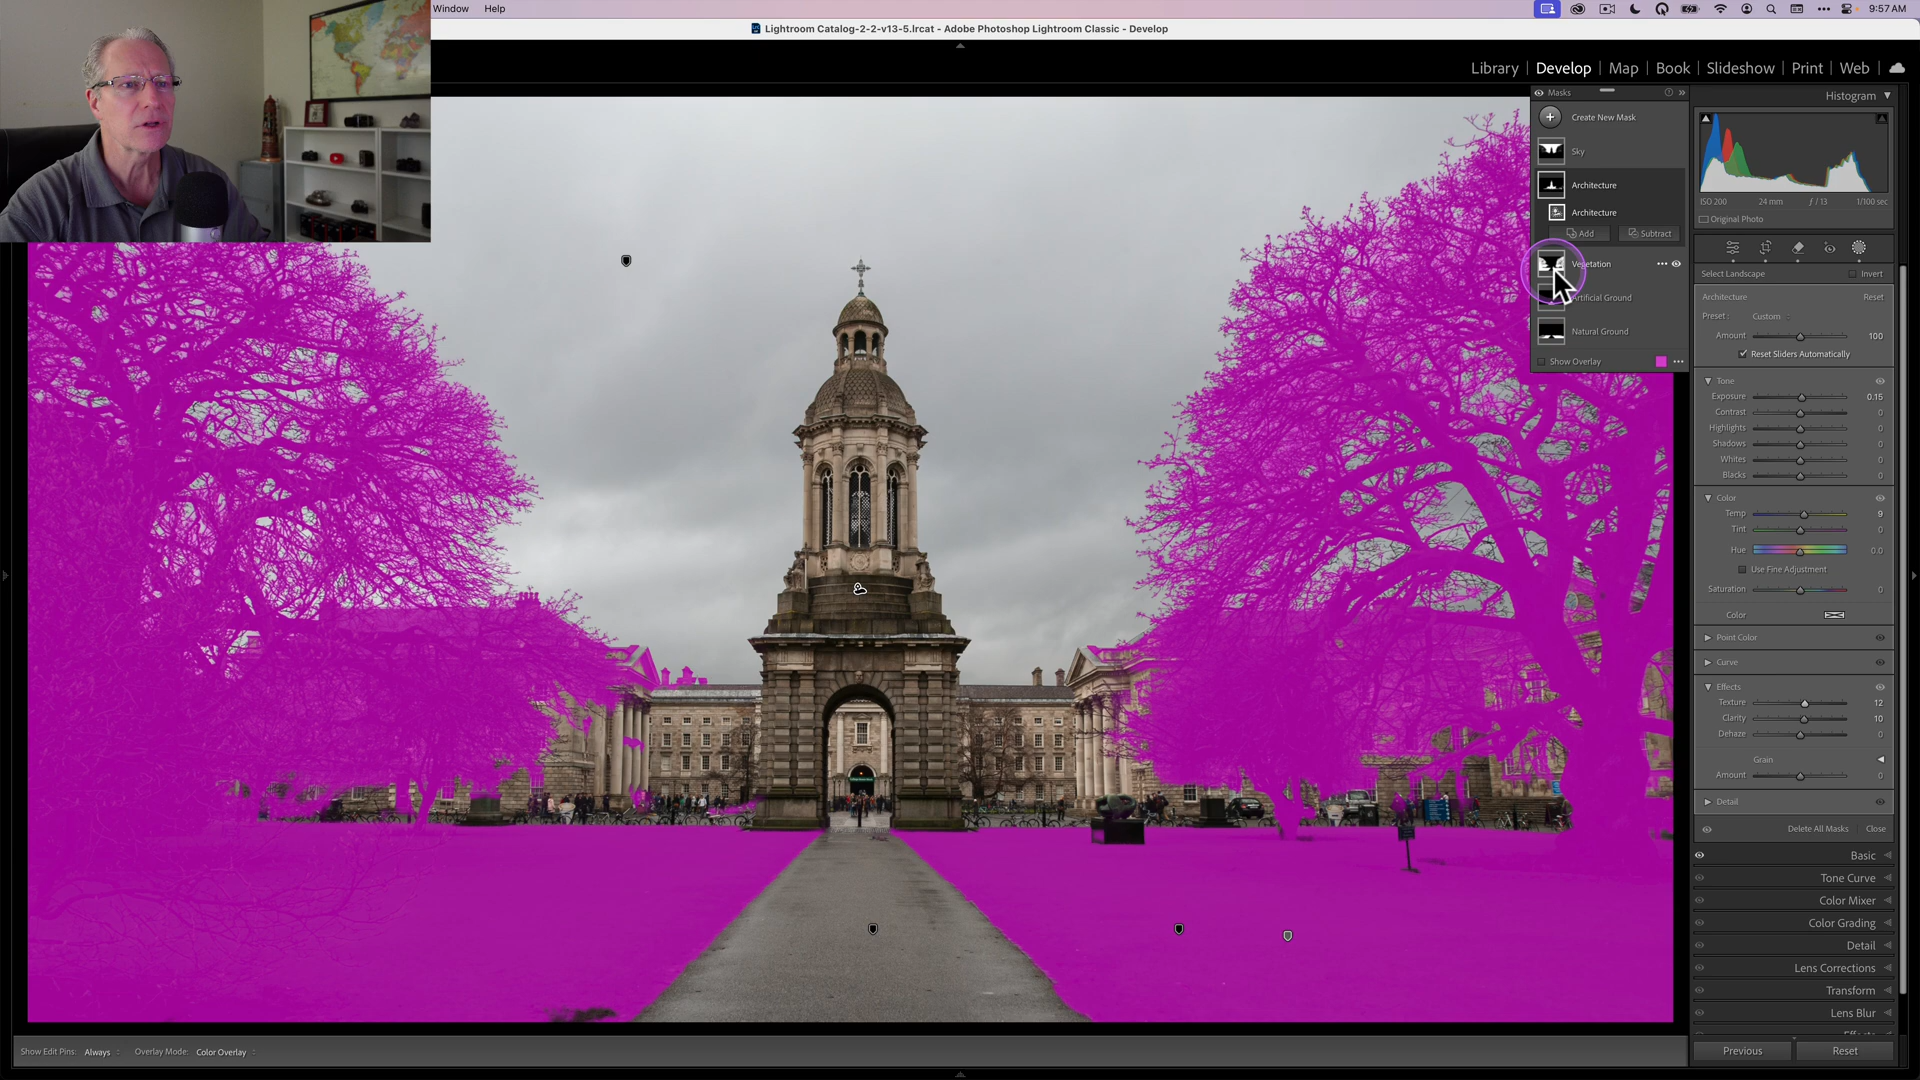 Window Help
9:57 AM
Lightroom Catalog-2-2-v13-5.lrcat - Adobe Photoshop Lightroom Classic - Develop
Library | Develop | Map | Book | Slideshow | Print | Web
Masks
Create New Mask
Sky
Architecture
Architecture
Add Subtract
Vegetation
Artificial Ground
Natural Ground
Show Overlay
Histogram
ISO 200 24 mm ƒ / 13 1/100 sec
Original Photo
Select Landscape Invert
Architecture Reset
Preset : Custom
Amount 100
Reset Sliders Automatically
Tone
Exposure 0.15
Contrast 0
Highlights 0
Shadows 0
Whites 0
Blacks 0
Color
Temp 9
Tint 0
Hue 0.0
Use Fine Adjustment
Saturation 0
Color
Point Color
Curve
Effects
Texture 12
Clarity 10
Dehaze 0
Grain
Amount 0
Detail
Delete All Masks Close
Basic
Tone Curve
Color Mixer
Color Grading
Detail
Lens Corrections
Transform
Lens Blur
Effects
Previous Reset
Show Edit Pins: Always Overlay Mode: Color Overlay